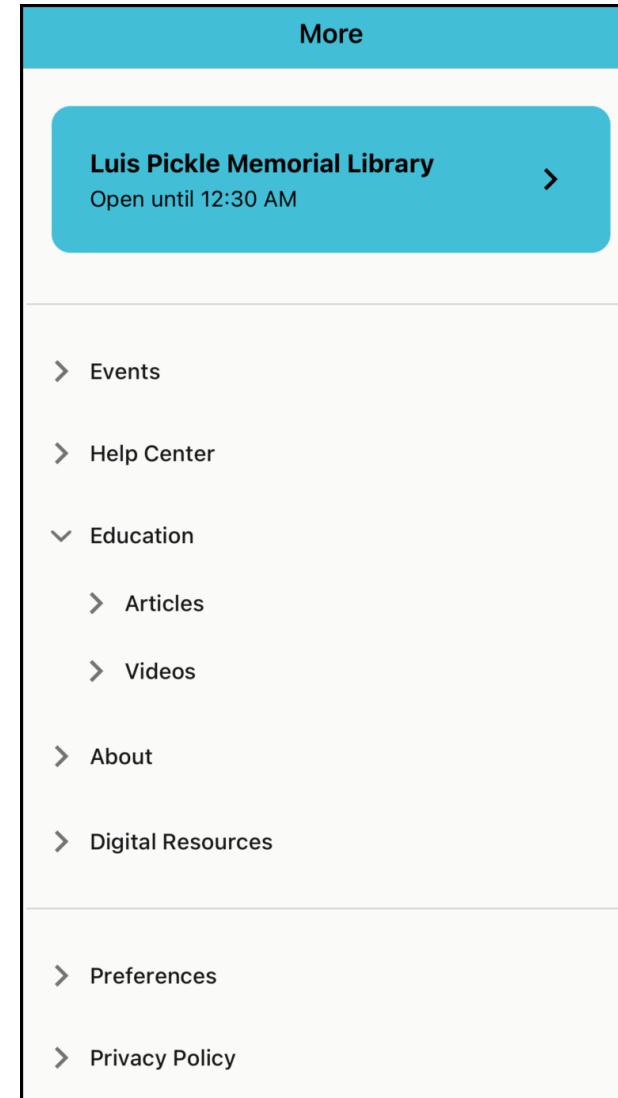 More
Luis Pickle Memorial Library
Open until 12:30 AM
Events
Help Center
Education
Articles
Videos
About
Digital Resources
Preferences
Privacy Policy